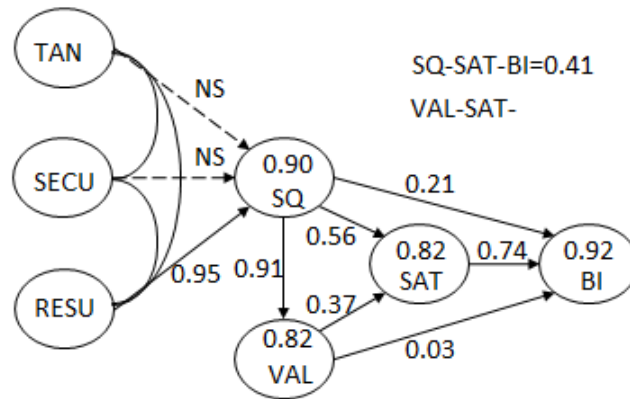 TAN
SQ-SAT-BI=0.41
NS
VAL-SAT-
NS
SECU
0.90
SQ
0.21
0.56
0.82
SAT
0.74
0.92
BI
0.95
0.91
RESU
0.37
0.82
VAL
0.03